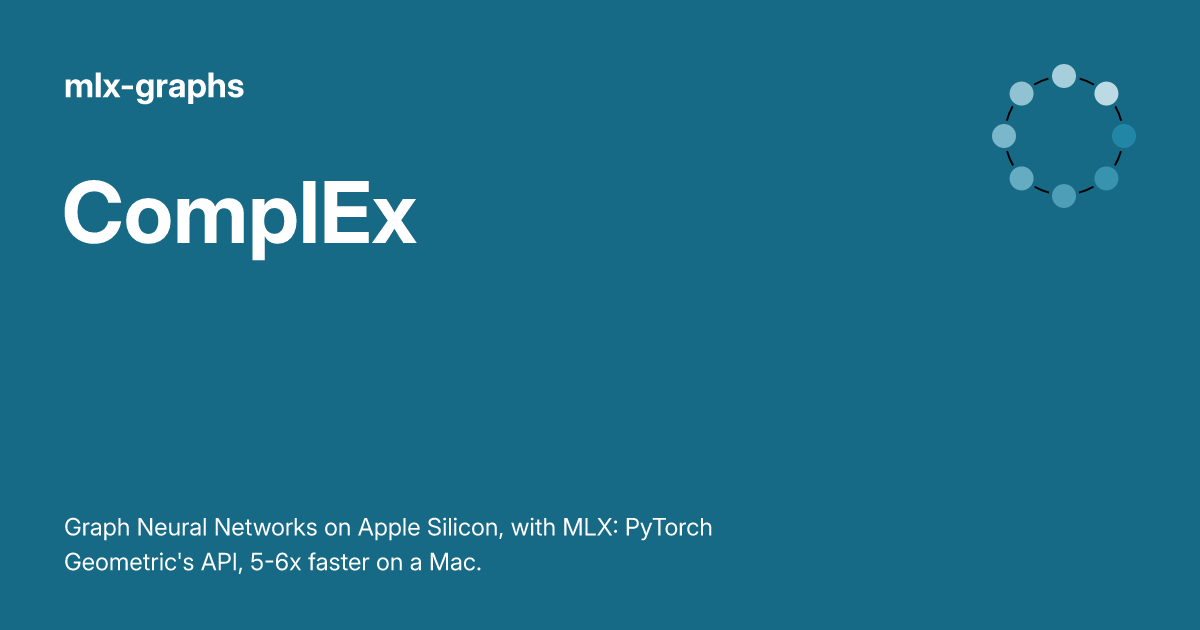 mlx-graphs
ComplEx
Graph Neural Networks on Apple Silicon, with MLX: PyTorch
Geometric's API, 5-6x faster on a Mac.